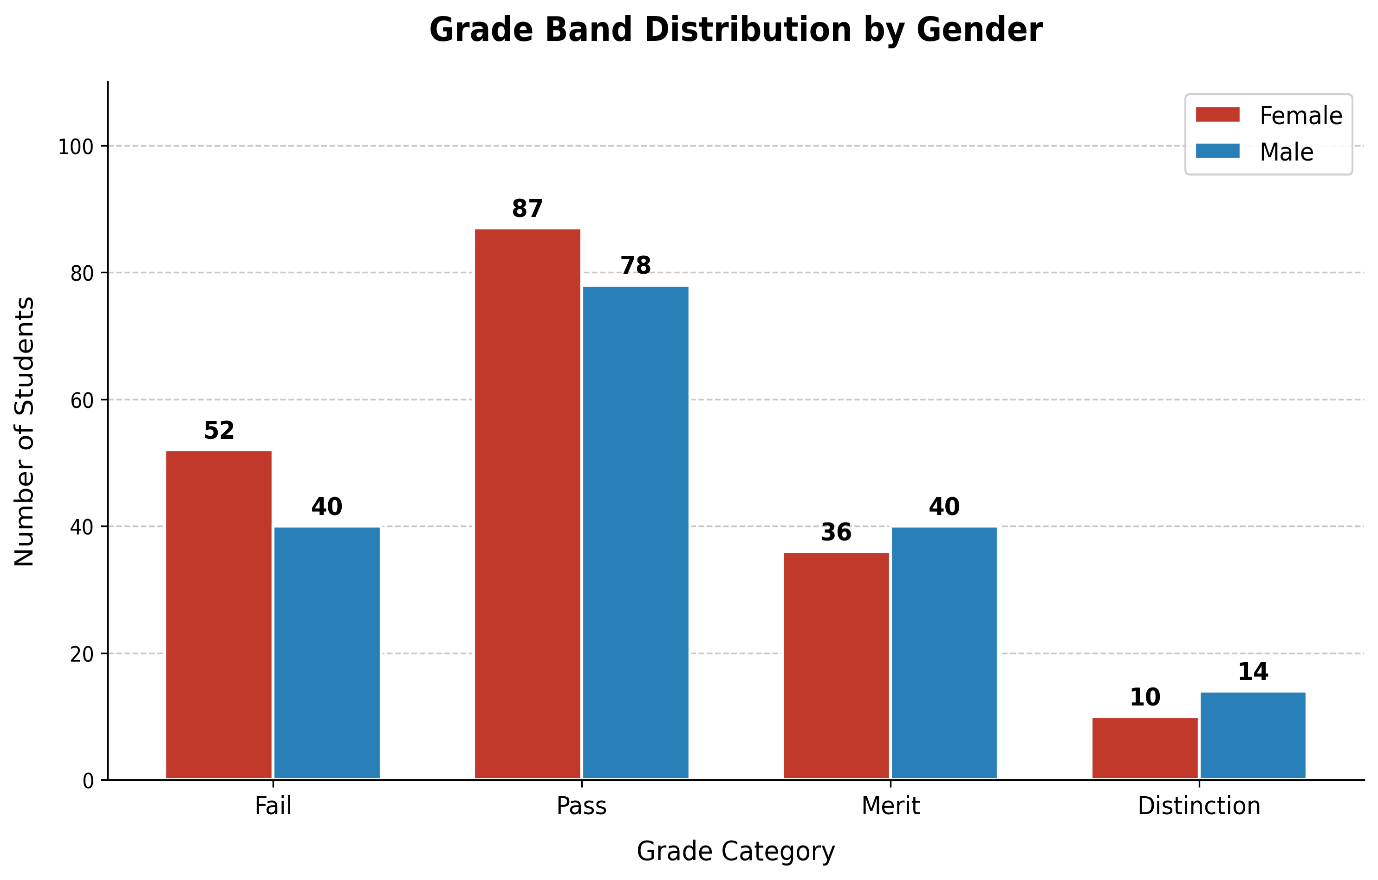 Grade Band Distribution by Gender
Female
Male
100
80
60
40
20
0
Number of Students
52
40
87
78
36
40
10
14
Fail
Pass
Merit
Distinction
Grade Category